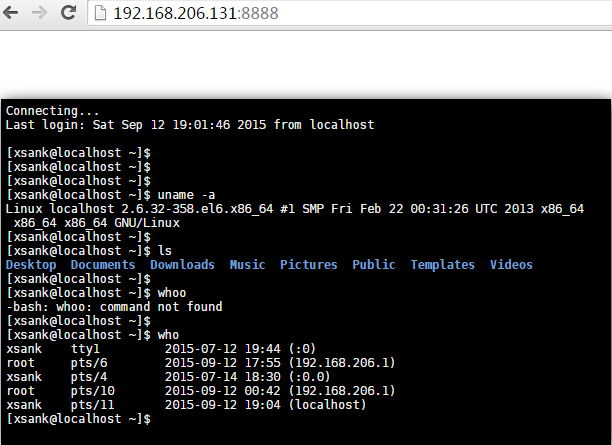 192.168.206.131:8888
Connecting...
Last login: Sat Sep 12 19:01:46 2015 from localhost
[xsank@localhost ~]$
[xsank@localhost ~]$
[xsank@localhost ~]$
[xsank@localhost ~]$ uname -a
Linux localhost 2.6.32-358.el6.x86_64 #1 SMP Fri Feb 22 00:31:26 UTC 2013 x86_64
x86_64 x86_64 GNU/Linux
[xsank@localhost ~]$
[xsank@localhost ~]$ ls
Desktop  Documents  Downloads  Music  Pictures  Public  Templates  Videos
[xsank@localhost ~]$
[xsank@localhost ~]$ whoo
-bash: whoo: command not found
[xsank@localhost ~]$
[xsank@localhost ~]$ who
xsank    tty1         2015-07-12 19:44 (:0)
root     pts/6        2015-09-12 17:55 (192.168.206.1)
xsank    pts/4        2015-07-14 18:30 (:0.0)
root     pts/10       2015-09-12 00:42 (192.168.206.1)
xsank    pts/11       2015-09-12 19:04 (localhost)
[xsank@localhost ~]$